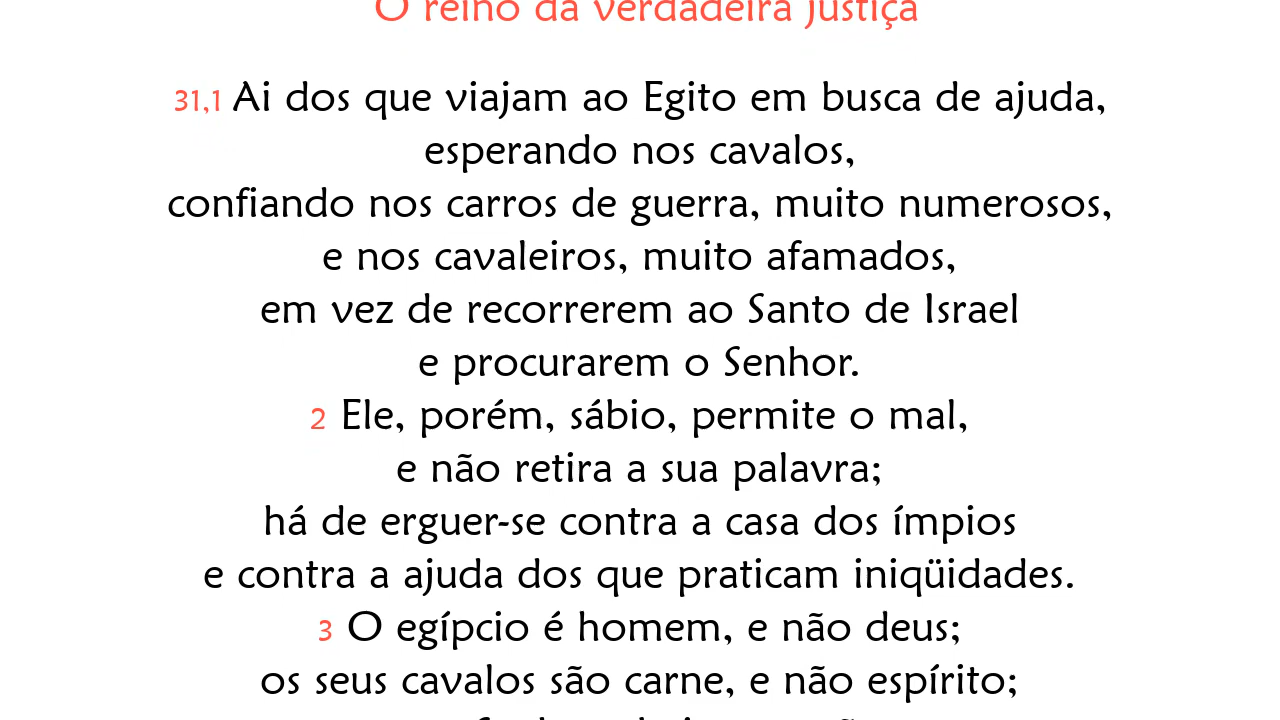 O reino da verdadeira justiça
31,1 Ai dos que viajam ao Egito em busca de ajuda,
esperando nos cavalos,
confiando nos carros de guerra, muito numerosos,
e nos cavaleiros, muito afamados,
em vez de recorrerem ao Santo de Israel
e procurarem o Senhor.
2 Ele, porém, sábio, permite o mal,
e não retira a sua palavra;
há de erguer-se contra a casa dos ímpios
e contra a ajuda dos que praticam iniqüidades.
3 O egípcio é homem, e não deus;
os seus cavalos são carne, e não espírito;